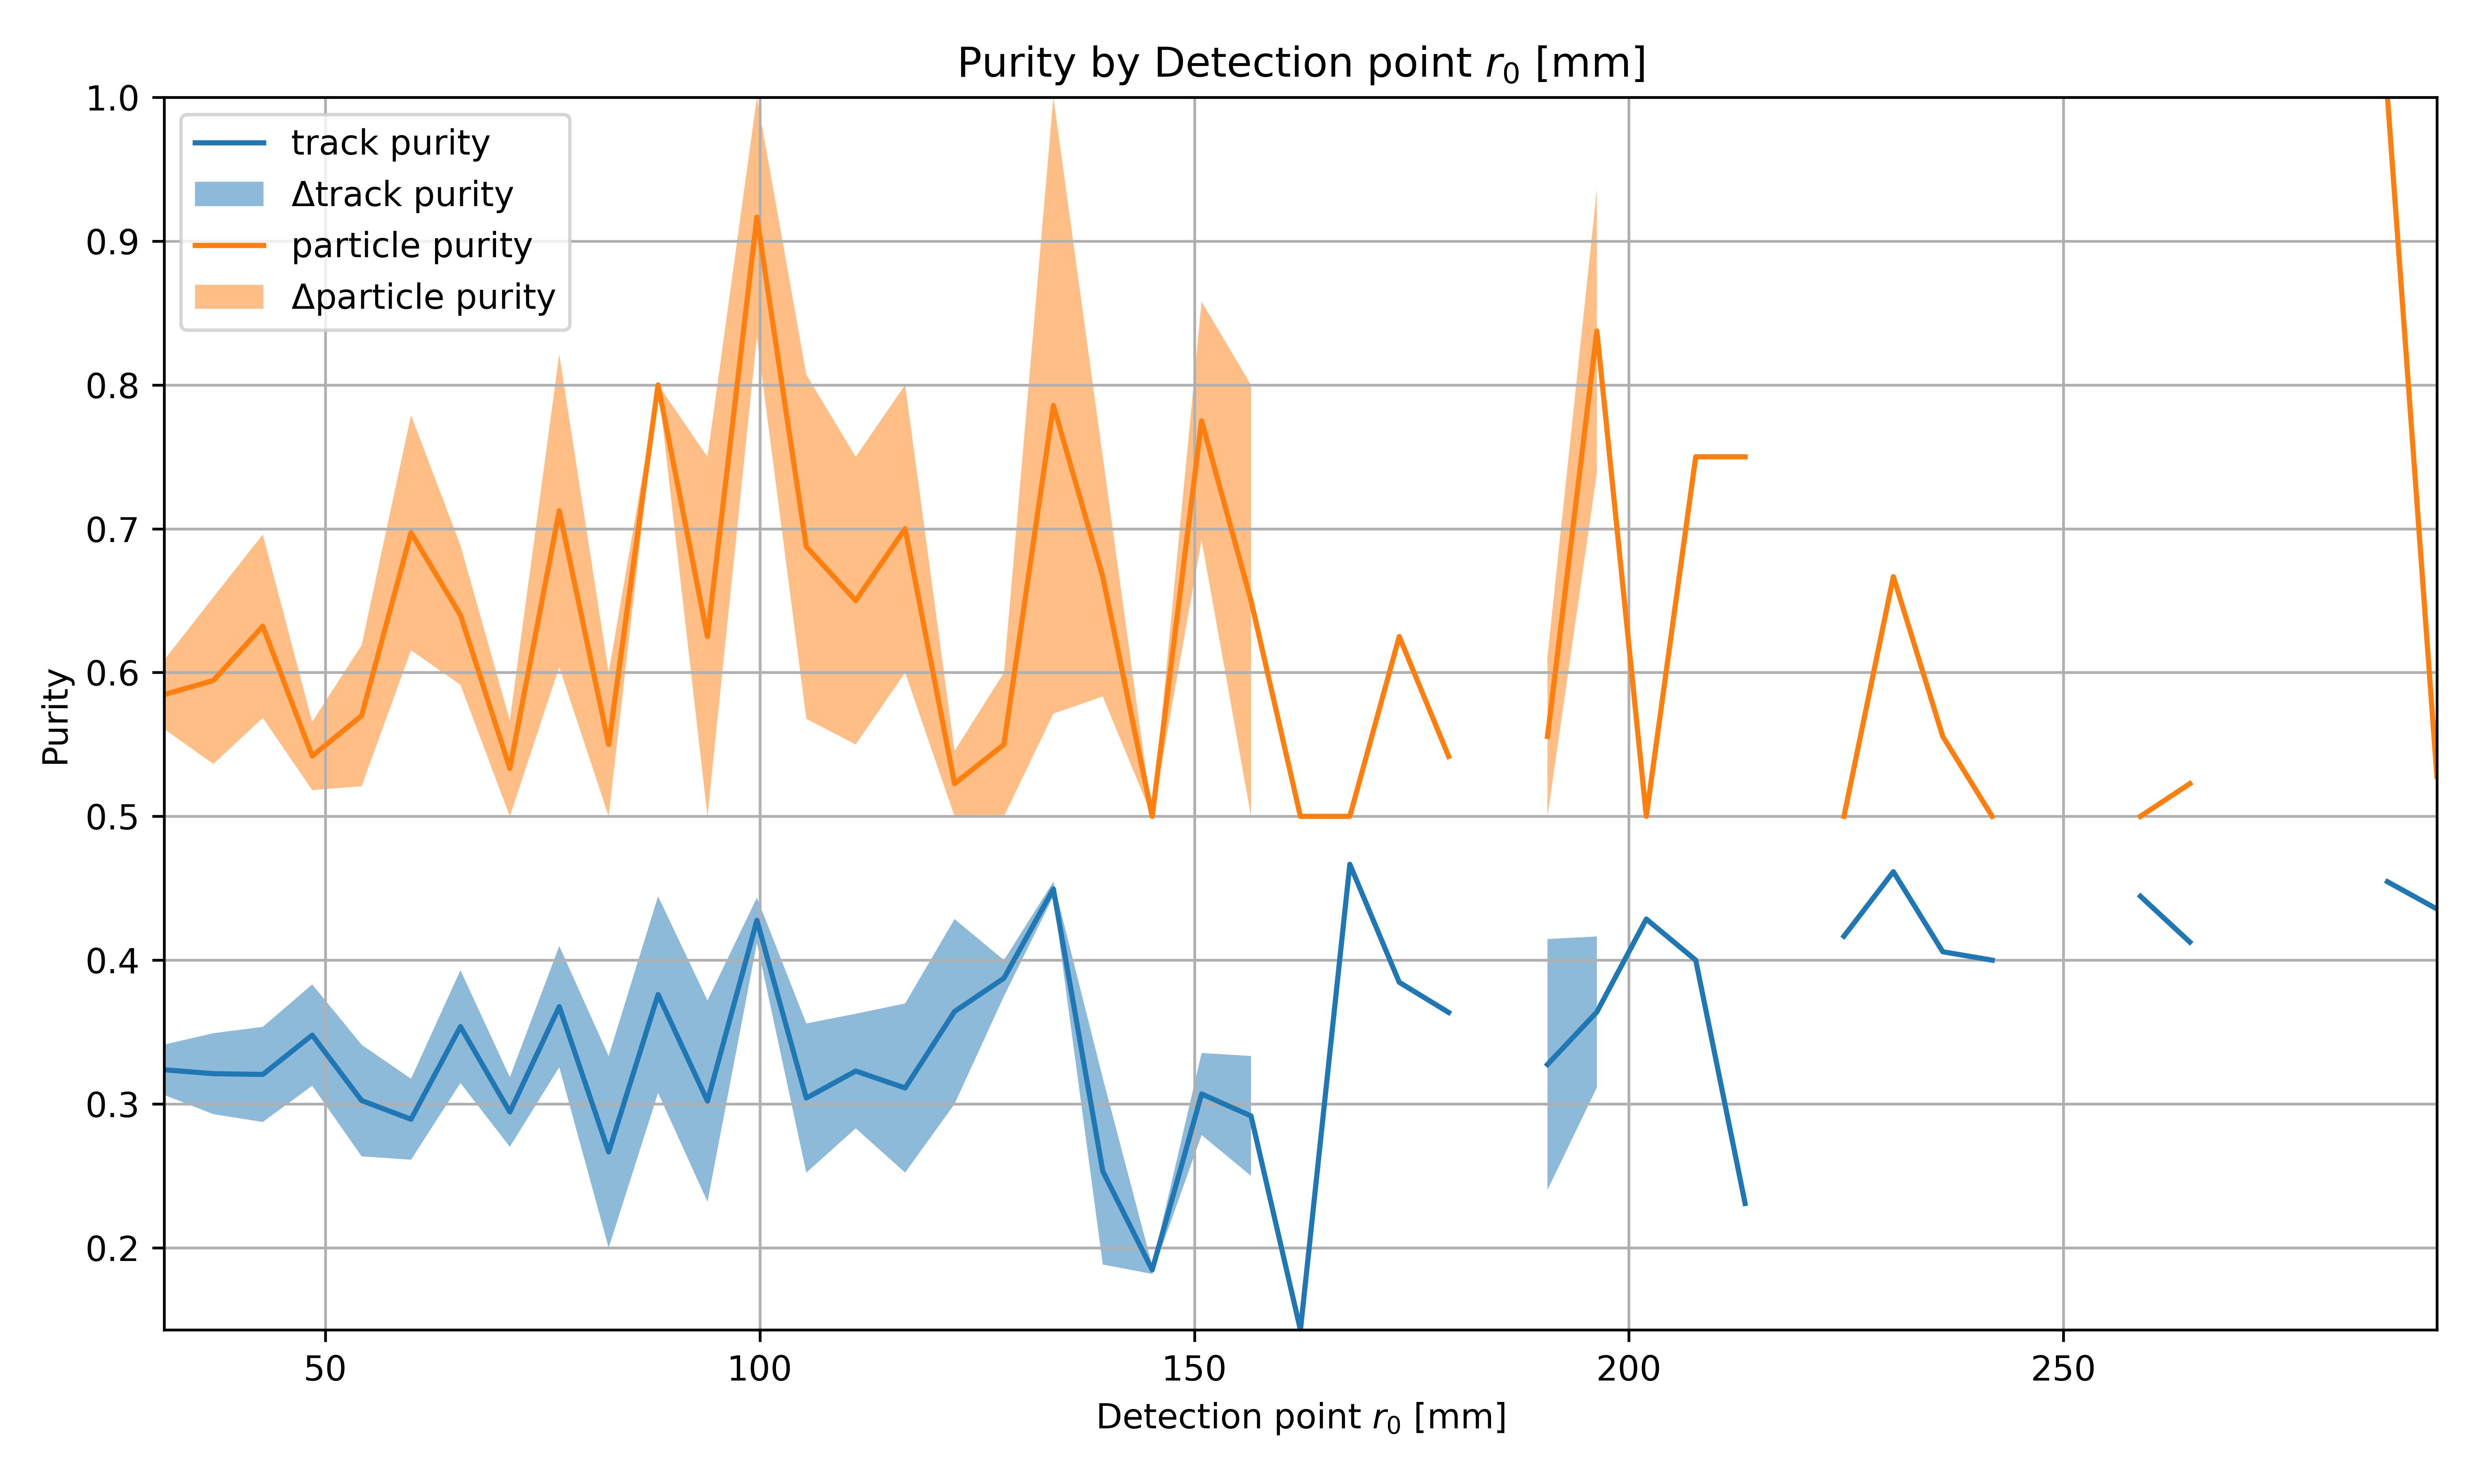 Purity by Detection point r₀ [mm]
track purity
Δtrack purity
particle purity
Δparticle purity
1.0
0.9
0.8
0.7
0.6
0.5
0.4
0.3
0.2
Purity
50 100 150 200 250
Detection point r₀ [mm]